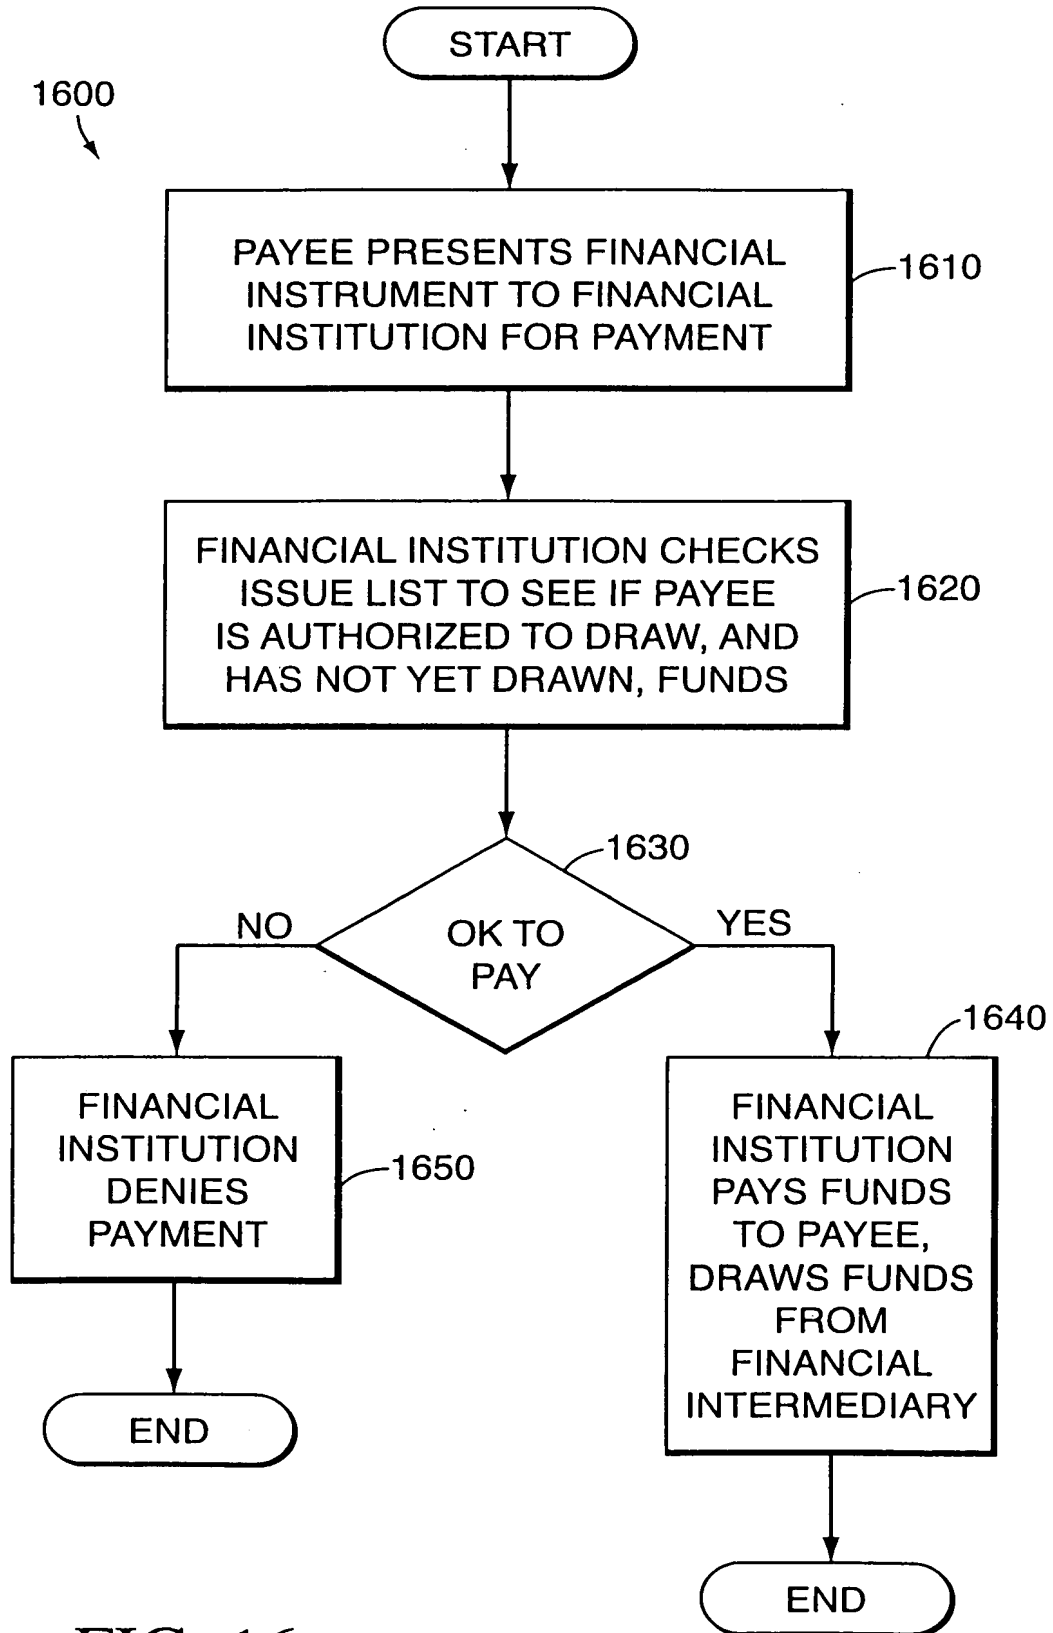 START
1600
PAYEE PRESENTS FINANCIAL
INSTRUMENT TO FINANCIAL
INSTITUTION FOR PAYMENT
1610
FINANCIAL INSTITUTION CHECKS
ISSUE LIST TO SEE IF PAYEE
IS AUTHORIZED TO DRAW, AND
HAS NOT YET DRAWN, FUNDS
1620
1630
OK TO
PAY
NO
YES
1640
FINANCIAL
INSTITUTION
DENIES
PAYMENT
1650
FINANCIAL
INSTITUTION
PAYS FUNDS
TO PAYEE,
DRAWS FUNDS
FROM
FINANCIAL
INTERMEDIARY
END
END
FIG. 16